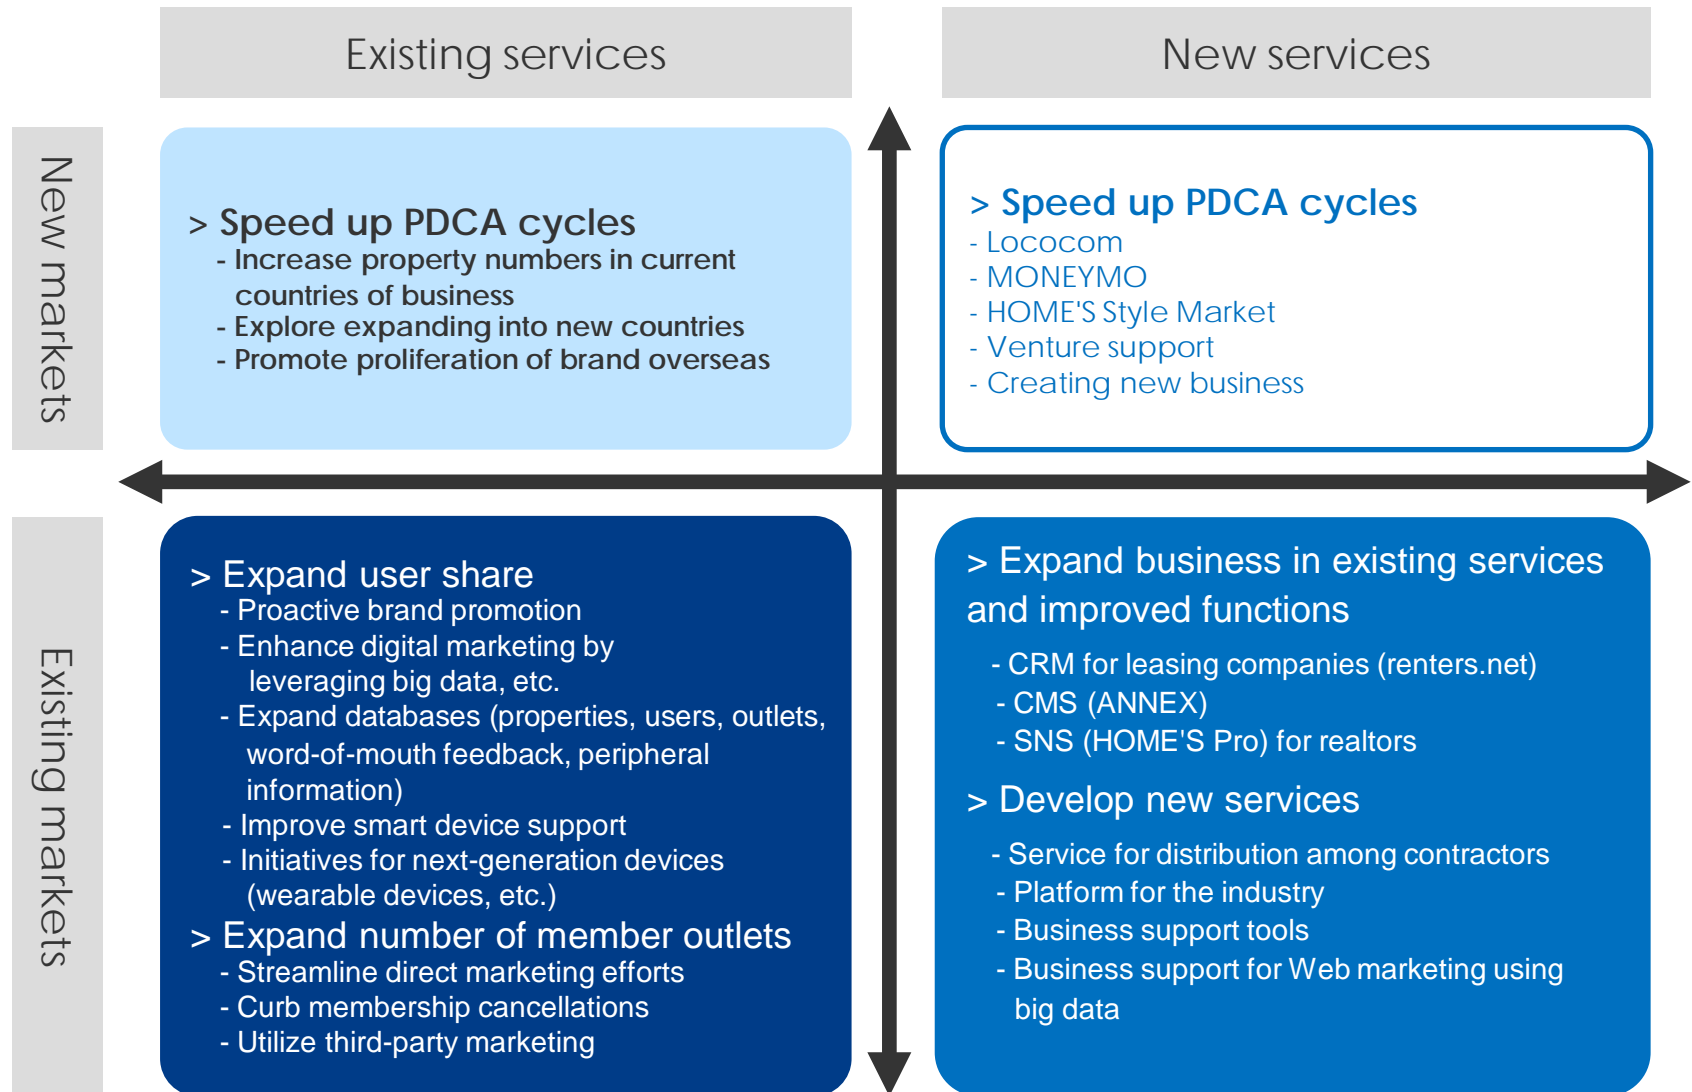 Existing services
New services
New markets
> Speed up PDCA cycles
- Increase property numbers in current
countries of business
- Explore expanding into new countries
- Promote proliferation of brand overseas
> Speed up PDCA cycles
- Lococom
- MONEYMO
- HOME'S Style Market
- Venture support
- Creating new business
Existing markets
> Expand user share
- Proactive brand promotion
- Enhance digital marketing by
leveraging big data, etc.
- Expand databases (properties, users, outlets,
word-of-mouth feedback, peripheral
information)
- Improve smart device support
- Initiatives for next-generation devices
(wearable devices, etc.)
> Expand number of member outlets
- Streamline direct marketing efforts
- Curb membership cancellations
- Utilize third-party marketing
> Expand business in existing services
and improved functions
- CRM for leasing companies (renters.net)
- CMS (ANNEX)
- SNS (HOME'S Pro) for realtors
> Develop new services
- Service for distribution among contractors
- Platform for the industry
- Business support tools
- Business support for Web marketing using
big data